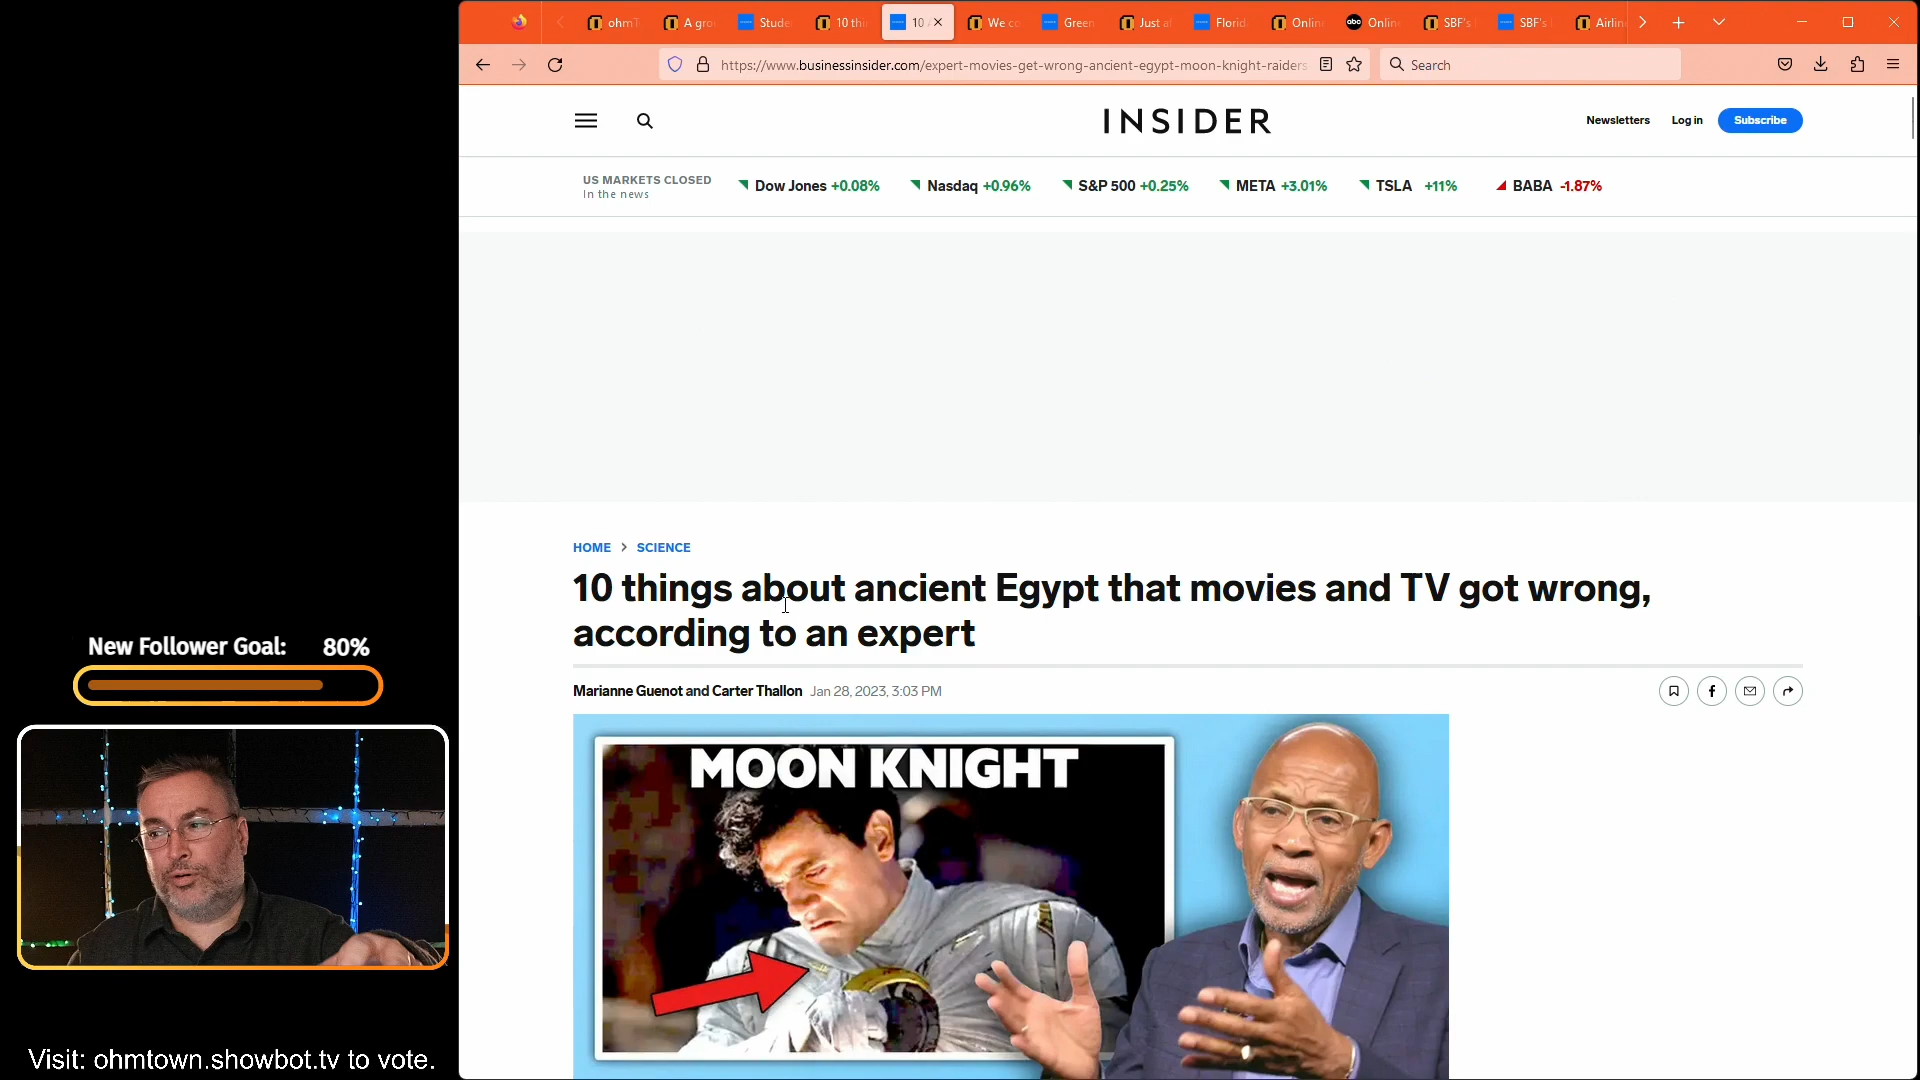 ohmT
A gro
Stude
10 thi
10
We co
Green
Just a
Florid
Onlin
abc
Onlin
SBF's
SBF's
Airlin
https://www.businessinsider.com/expert-movies-get-wrong-ancient-egypt-moon-knight-raiders
Search
INSIDER
Newsletters
Log in
Subscribe
US MARKETS CLOSED
In the news
Dow Jones +0.08%
Nasdaq +0.96%
S&P 500 +0.25%
META +3.01%
TSLA +11%
BABA -1.87%
HOME > SCIENCE
10 things about ancient Egypt that movies and TV got wrong,
according to an expert
Marianne Guenot and Carter Thallon Jan 28, 2023, 3:03 PM
MOON KNIGHT
New Follower Goal: 80%
Visit: ohmtown.showbot.tv to vote.